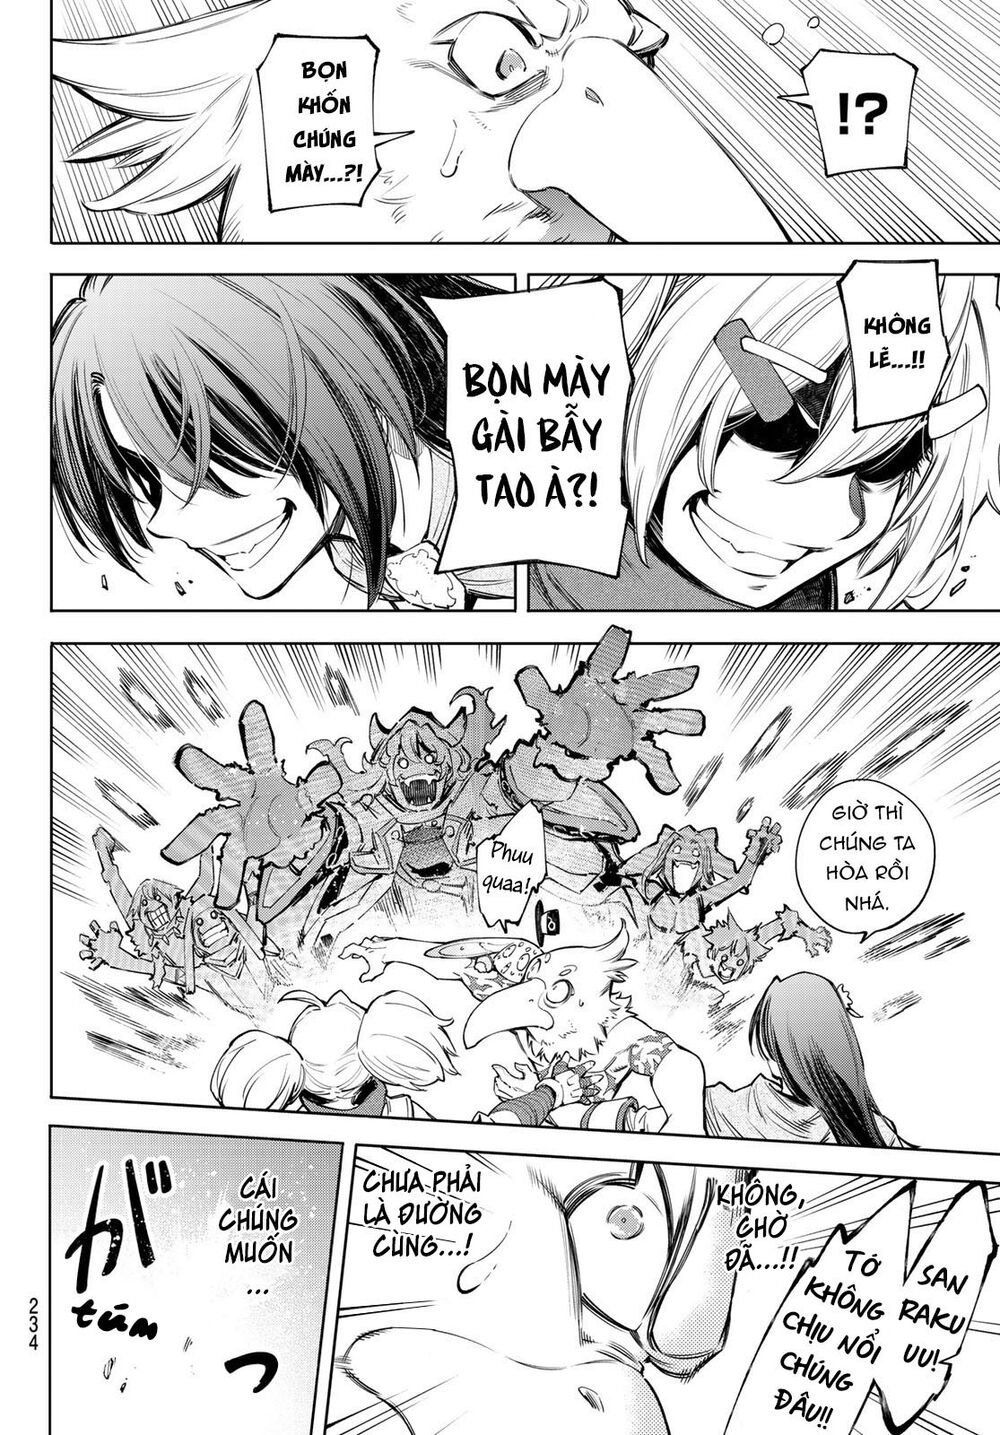 !?
BỌN
KHỐN
CHÚNG
MÀY...?!
KHÔNG
LẼ...!!
BỌN MÀY
GÀI BẪY
TAO À?!
GIỜ THÌ
CHÚNG TA
HÒA RỒI
NHÁ.
Phuu
quaa!
SAN
RAKU
UU!
TỚ
KHÔNG
CHỊU NỔI
CHÚNG
ĐÂU!!
KHÔNG, CHỜ
ĐÃ...!!
CHƯA PHẢI
LÀ ĐƯỜNG
CÙNG...!
CÁI
CHÚNG
MUỐN
...
ガッ
túm
234